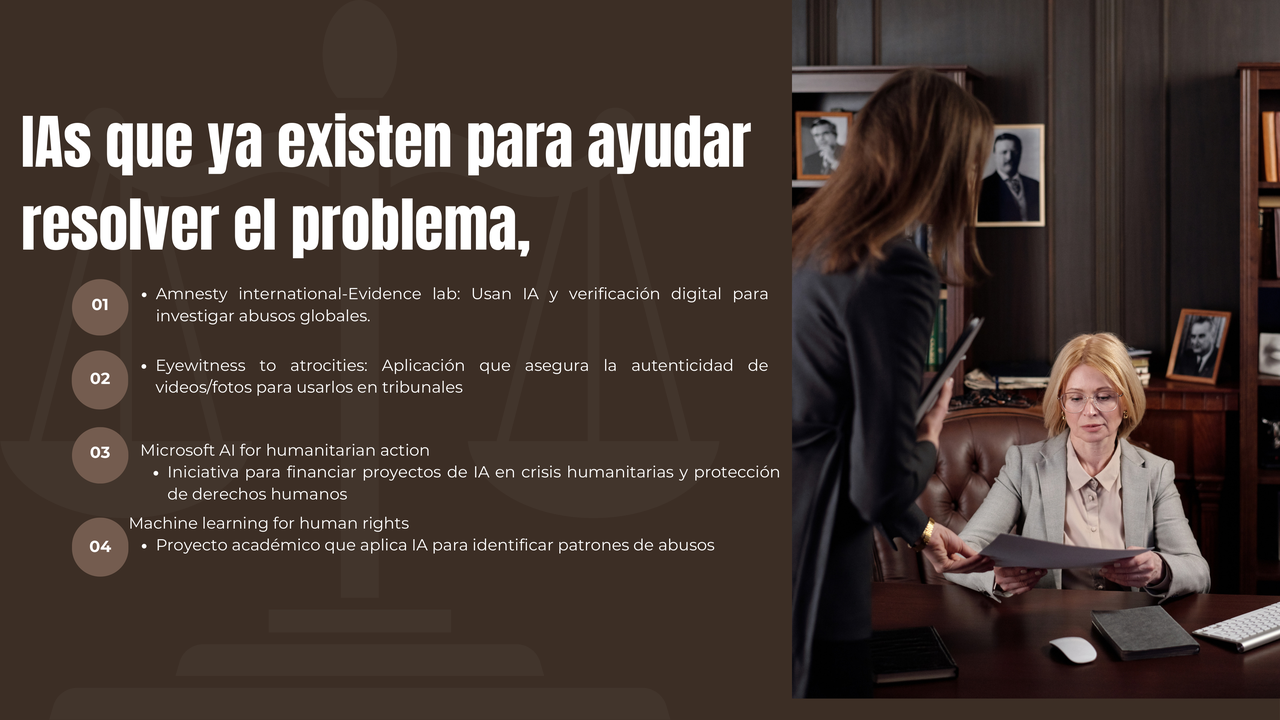 IAs que ya existen para ayudar
resolver el problema,
01
• Amnesty international-Evidence lab: Usan IA y verificación digital para
investigar abusos globales.
02
• Eyewitness to atrocities: Aplicación que asegura la autenticidad de
videos/fotos para usarlos en tribunales
03
Microsoft AI for humanitarian action
• Iniciativa para financiar proyectos de IA en crisis humanitarias y protección
de derechos humanos
04
Machine learning for human rights
• Proyecto académico que aplica IA para identificar patrones de abusos